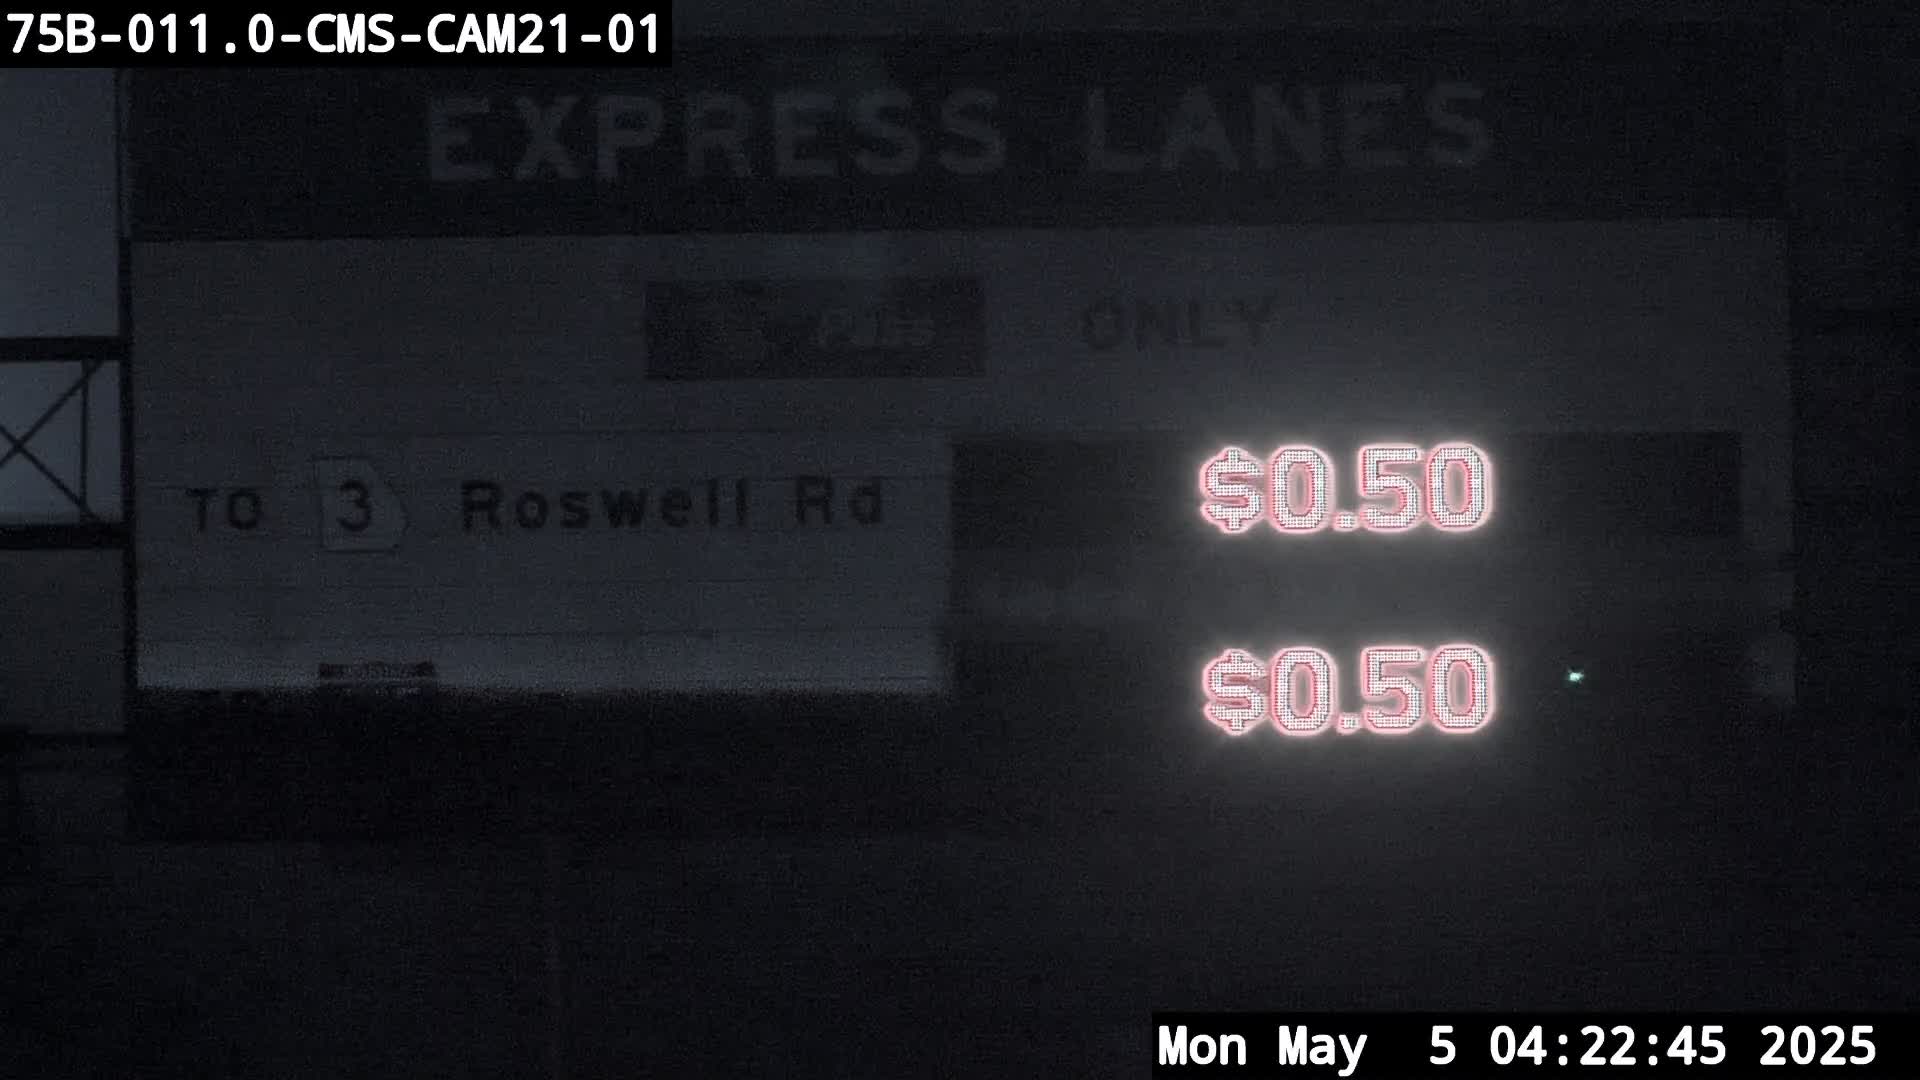 75B-011.0-CMS-CAM21-01
EXPRESS LANES
Pass ONLY
TO 3 Roswell Rd $0.50
$0.50
Mon May 5 04:22:45 2025